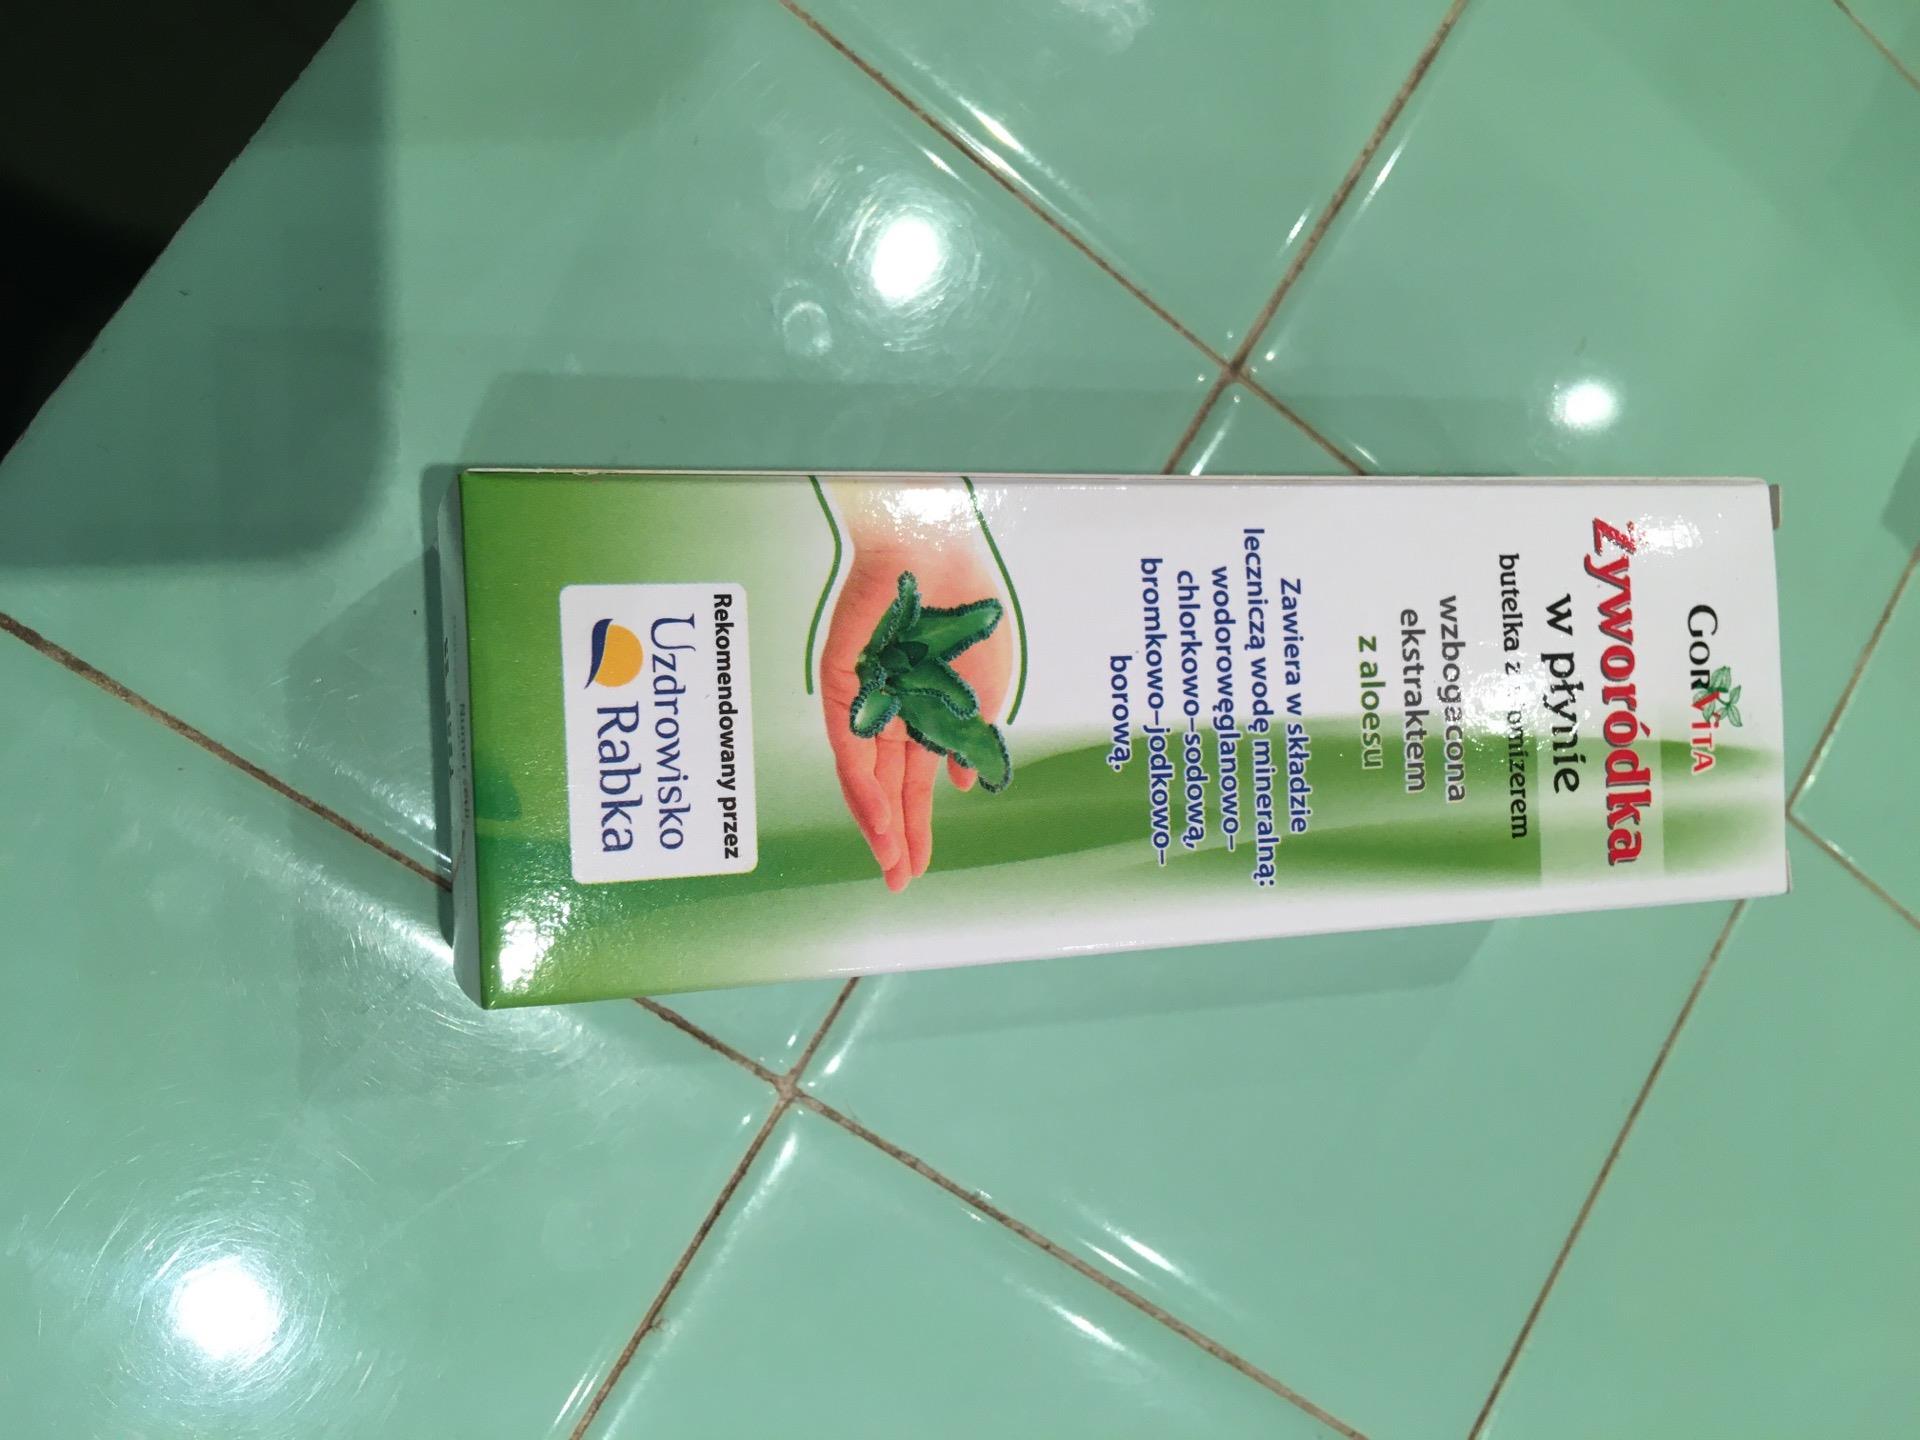 GORVITA
Żyworódka
w płynie
butelka z
wzbogacona
ekstraktem
z aloesu
Zawiera w składzie
leczniczą wodę mineralną:
wodorowęglanowo–
chlorkowo–sodową,
bromkowo–jodkowo–
borową.
Rekomendowany przez
Uzdrowisko
Rabka